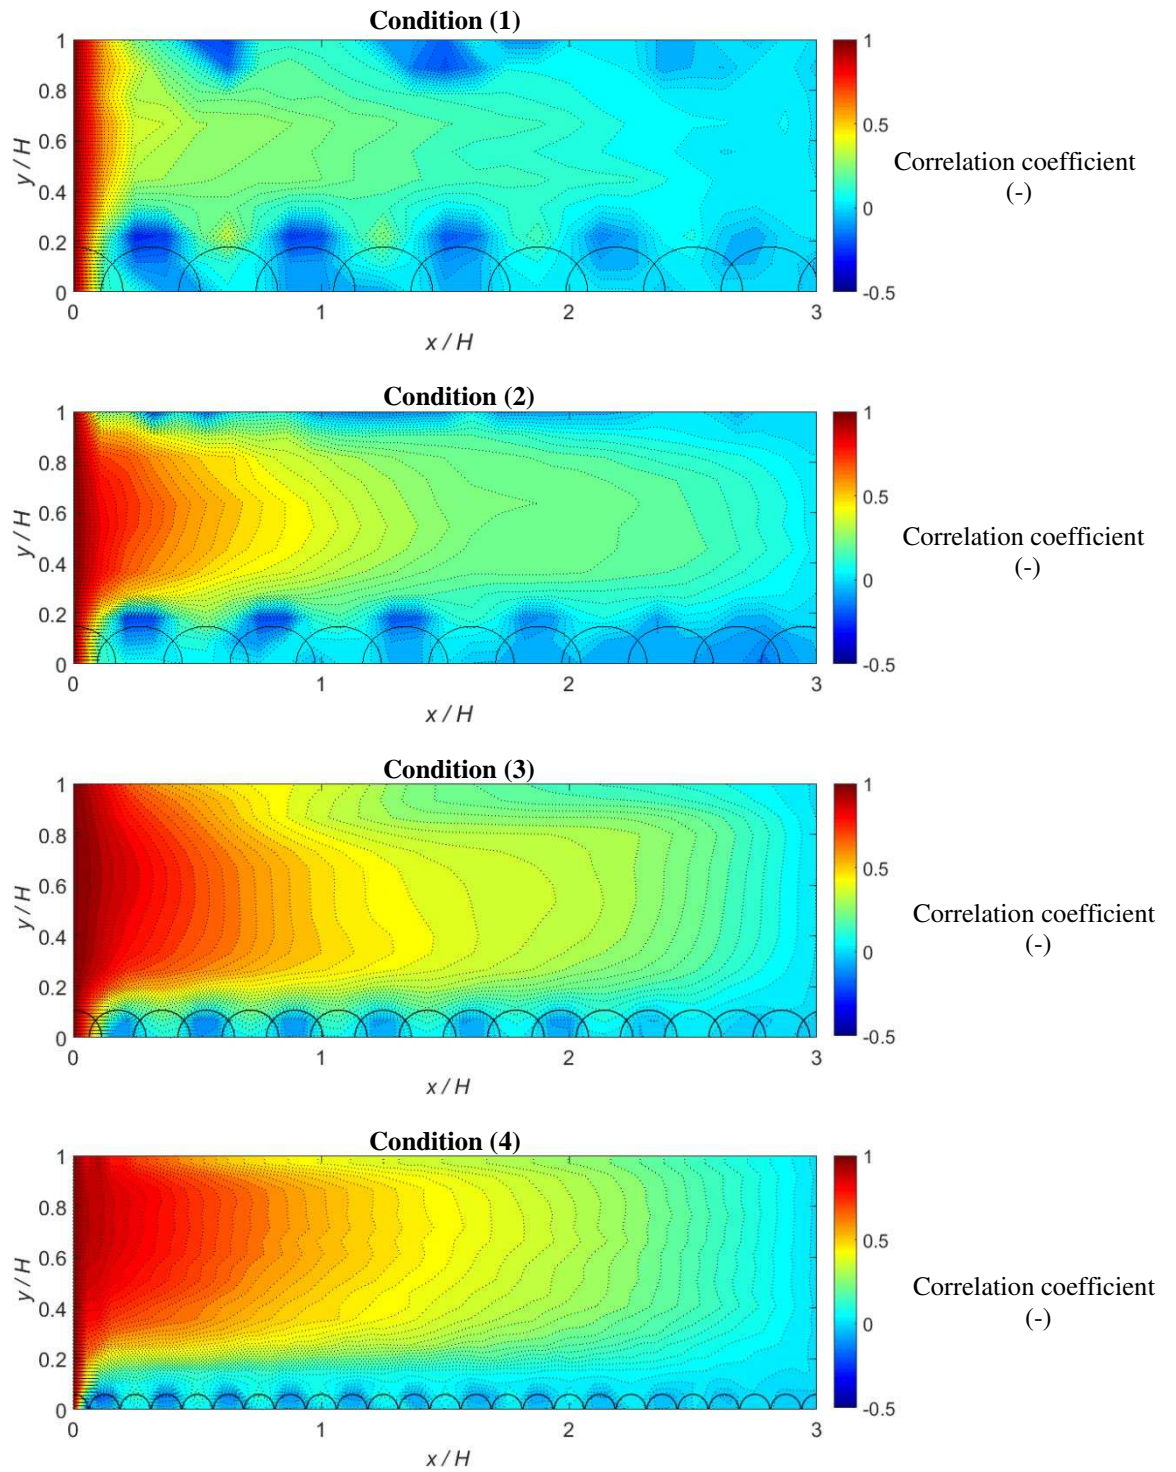 Condition (1)
1
0.8
0.6
0.4
0.2
0
y / H
0 1 2 3
x / H
1
0.5
0
-0.5
Correlation coefficient
(-)
Condition (2)
1
0.8
0.6
0.4
0.2
0
y / H
0 1 2 3
x / H
1
0.5
0
-0.5
Correlation coefficient
(-)
Condition (3)
1
0.8
0.6
0.4
0.2
0
y / H
0 1 2 3
x / H
1
0.5
0
-0.5
Correlation coefficient
(-)
Condition (4)
1
0.8
0.6
0.4
0.2
0
y / H
0 1 2 3
x / H
1
0.5
0
-0.5
Correlation coefficient
(-)